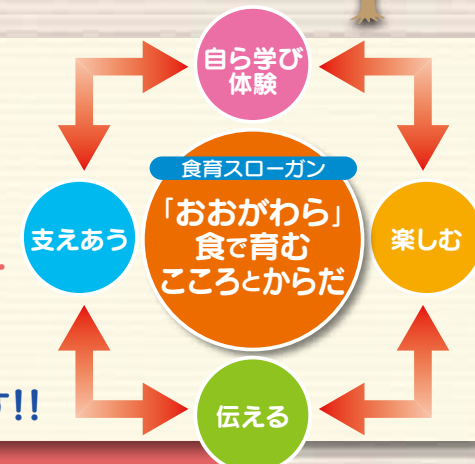 自ら学び
体験
食育スローガン
「おおがわら」
食で育む
こころとからだ
支えあう
楽しむ
す!!
伝える